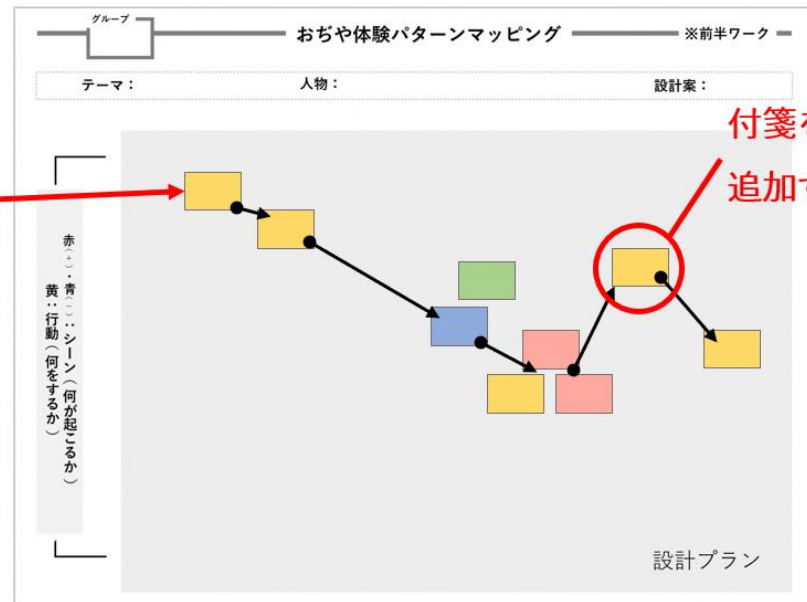 グループ
おぢや体験パターンマッピング
※前半ワーク
テーマ：
人物：
設計案：
付箋を
追加す
赤（+）・青（-）：シーン（何が起こるか）
黄：行動（何をするか）
設計プラン